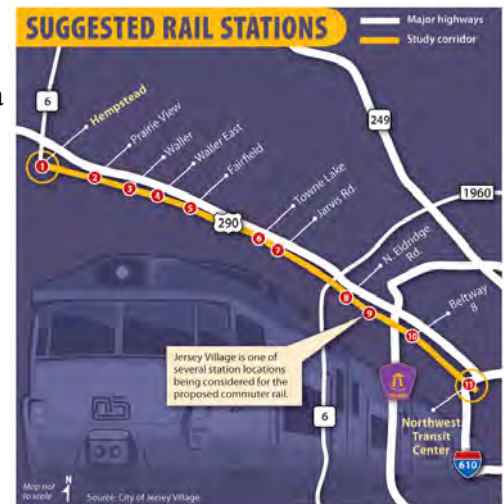 SUGGESTED RAIL STATIONS
Major highways
Study corridor
a
6
Hempstead
Prairie View
Waller
Waller East
Fairfield
249
1
2
3
4
5
290
Towne Lake
Jarvis Rd.
1960
6
7
N. Eldridge
Rd.
8
9
Beltway
8
10
11
Jersey Village is one of
several station locations
being considered for the
proposed commuter rail.
6
Northwest
Transit
Center
610
Map not
to scale
N
Source: City of Jersey Village